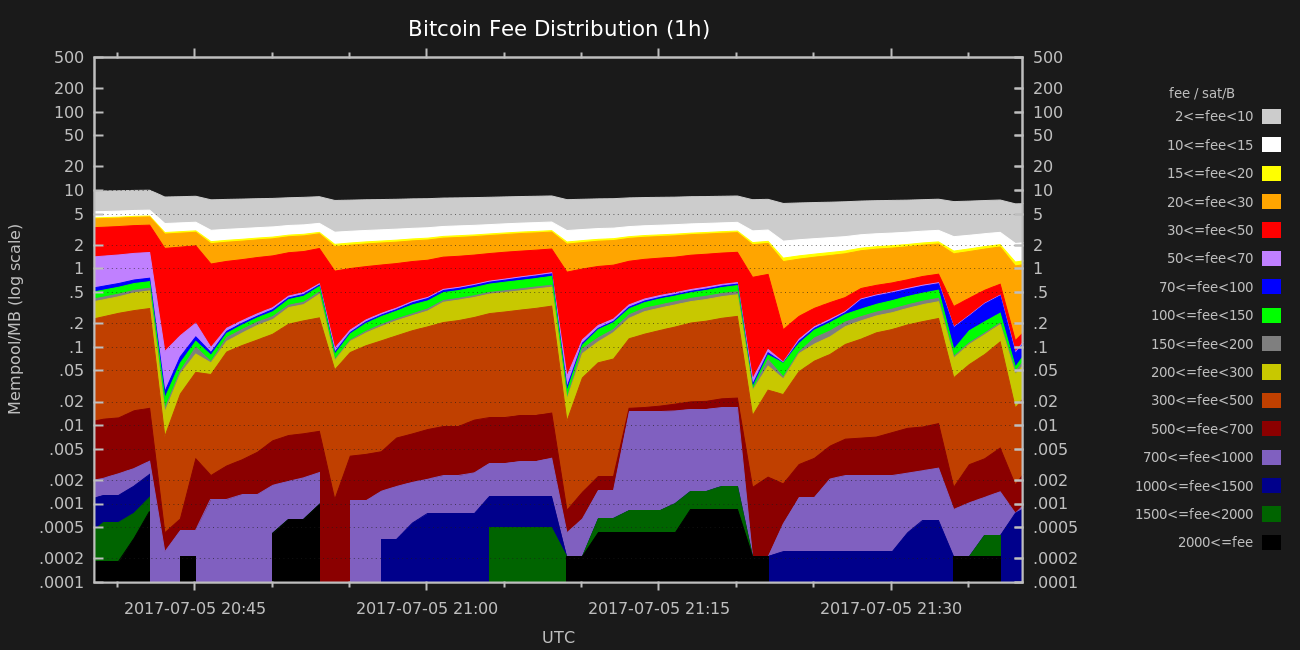 Bitcoin Fee Distribution (1h)
500
200
100
50
20
10
5
2
1
.5
.2
.1
.05
.02
.01
.005
.002
.001
.0005
.0002
.0001
Mempool/MB (log scale)
500
200
100
50
20
10
5
2
1
.5
.2
.1
.05
.02
.01
.005
.002
.001
.0005
.0002
.0001
2017-07-05 20:45
2017-07-05 21:00
2017-07-05 21:15
2017-07-05 21:30
UTC
fee / sat/B
2<=fee<10
10<=fee<15
15<=fee<20
20<=fee<30
30<=fee<50
50<=fee<70
70<=fee<100
100<=fee<150
150<=fee<200
200<=fee<300
300<=fee<500
500<=fee<700
700<=fee<1000
1000<=fee<1500
1500<=fee<2000
2000<=fee